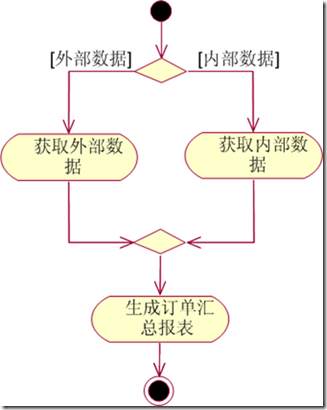 [外部数据]
[内部数据]
获取外部数
据
获取内部数
据
生成订单汇
总报表